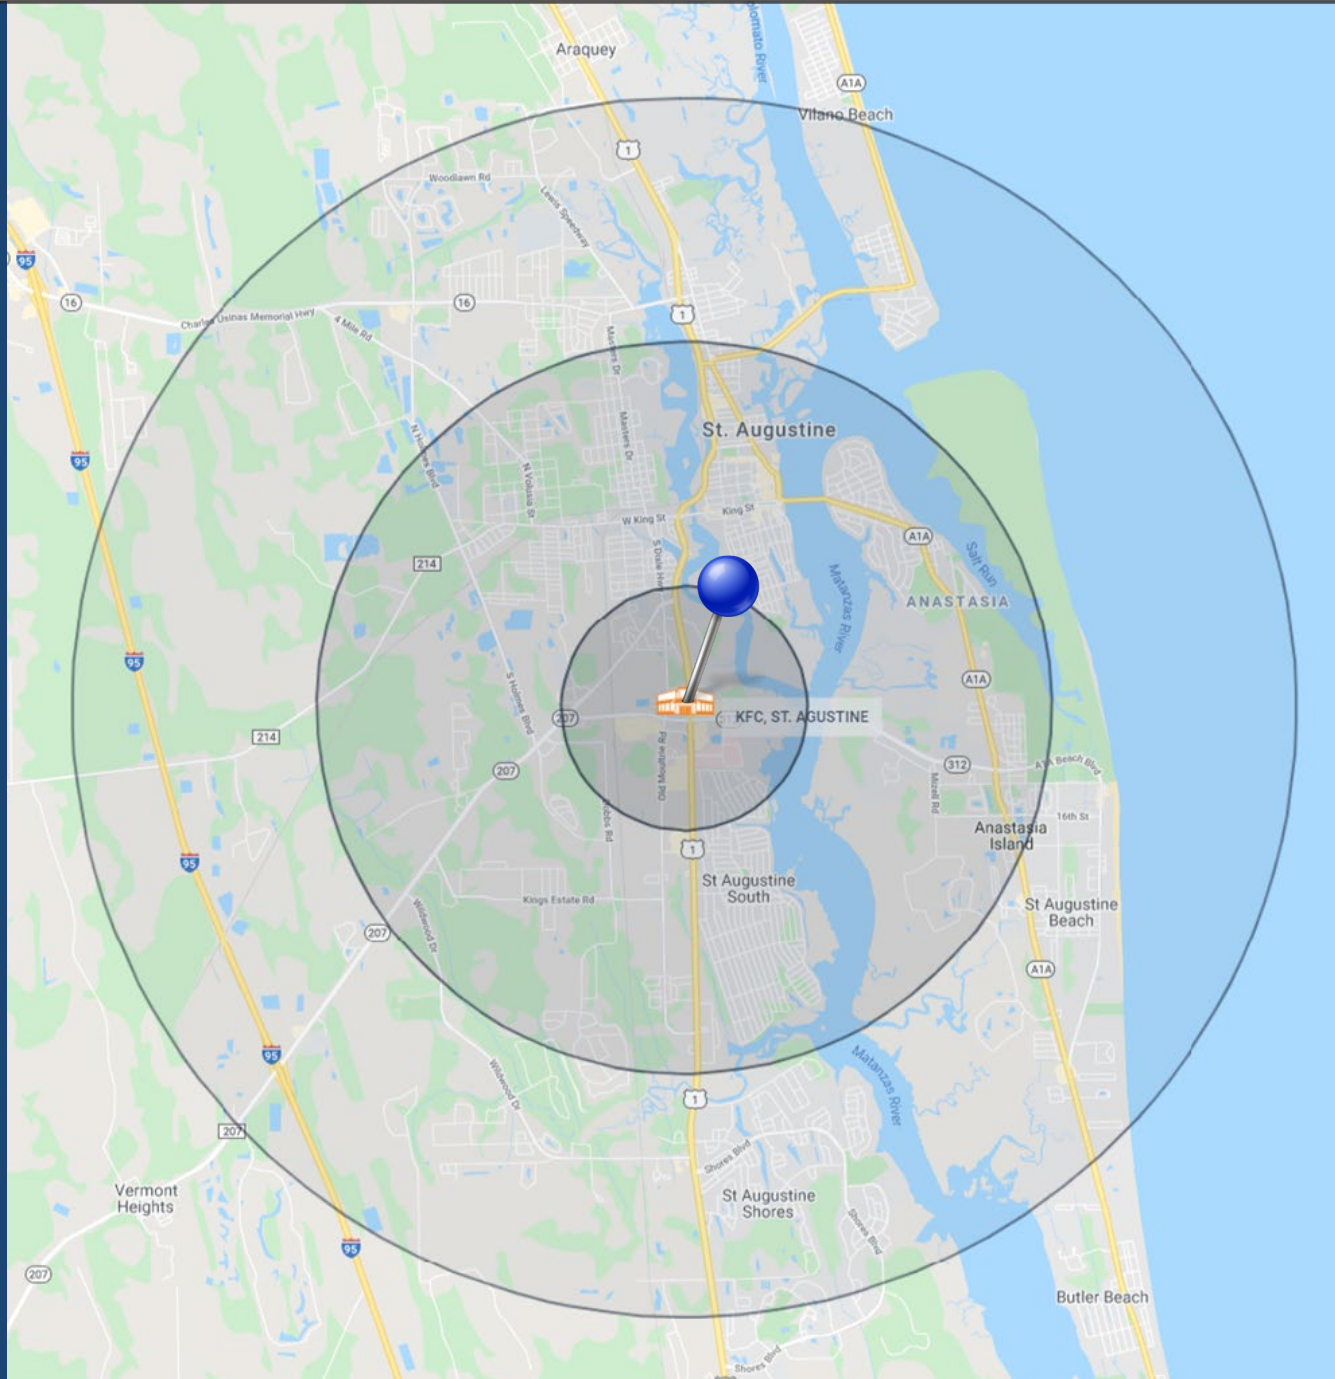 Araquey
Tolomato River
A1A
Vilano Beach
1
Woodlawn Rd
Lewis Speedway
95
16
16
Charles Usinas Memorial Hwy
4 Mile Rd
1
Masters Dr
N Holmes Blvd
Masters Dr
St. Augustine
95
N Volusia St
King St
W King St
A1A
S Dixie Hwy
214
Salt Run
Matanzas River
ANASTASIA
95
A1A
S Holmes Blvd
207
KFC, ST. AGUSTINE
214
Old Moultrie Rd
312
A1A Beach Blvd
207
Mizell Rd
Dobbs Rd
16th St
Anastasia
Island
1
95
St Augustine
South
Kings Estate Rd
St Augustine
Beach
Wildwood Dr
207
A1A
95
Matanzas River
Wildwood Dr
1
207
Shores Blvd
Vermont
Heights
St Augustine
Shores
Shores Blvd
95
207
Butler Beach
Shores Blvd